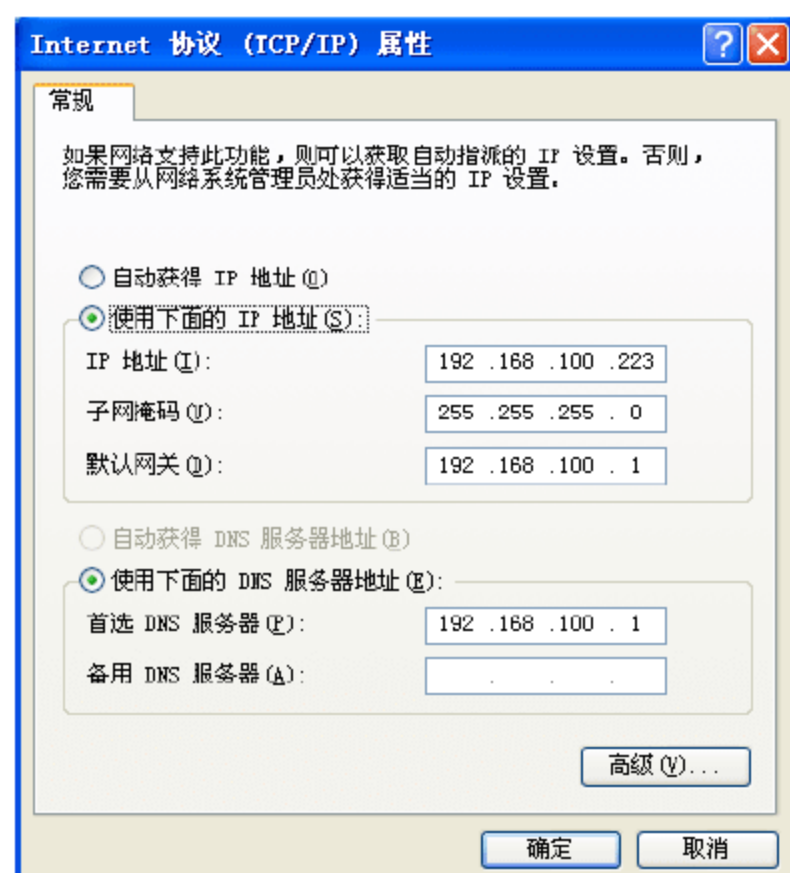 Internet 协议 (TCP/IP) 属性
常规
如果网络支持此功能，则可以获取自动指派的 IP 设置。否则，
您需要从网络系统管理员处获得适当的 IP 设置。
自动获得 IP 地址(O)
使用下面的 IP 地址(S):
IP 地址(I): 192 .168 .100 .223
子网掩码(U): 255 .255 .255 . 0
默认网关(D): 192 .168 .100 . 1
自动获得 DNS 服务器地址(B)
使用下面的 DNS 服务器地址(E):
首选 DNS 服务器(P): 192 .168 .100 . 1
备用 DNS 服务器(A): . . .
高级(V)...
确定 取消